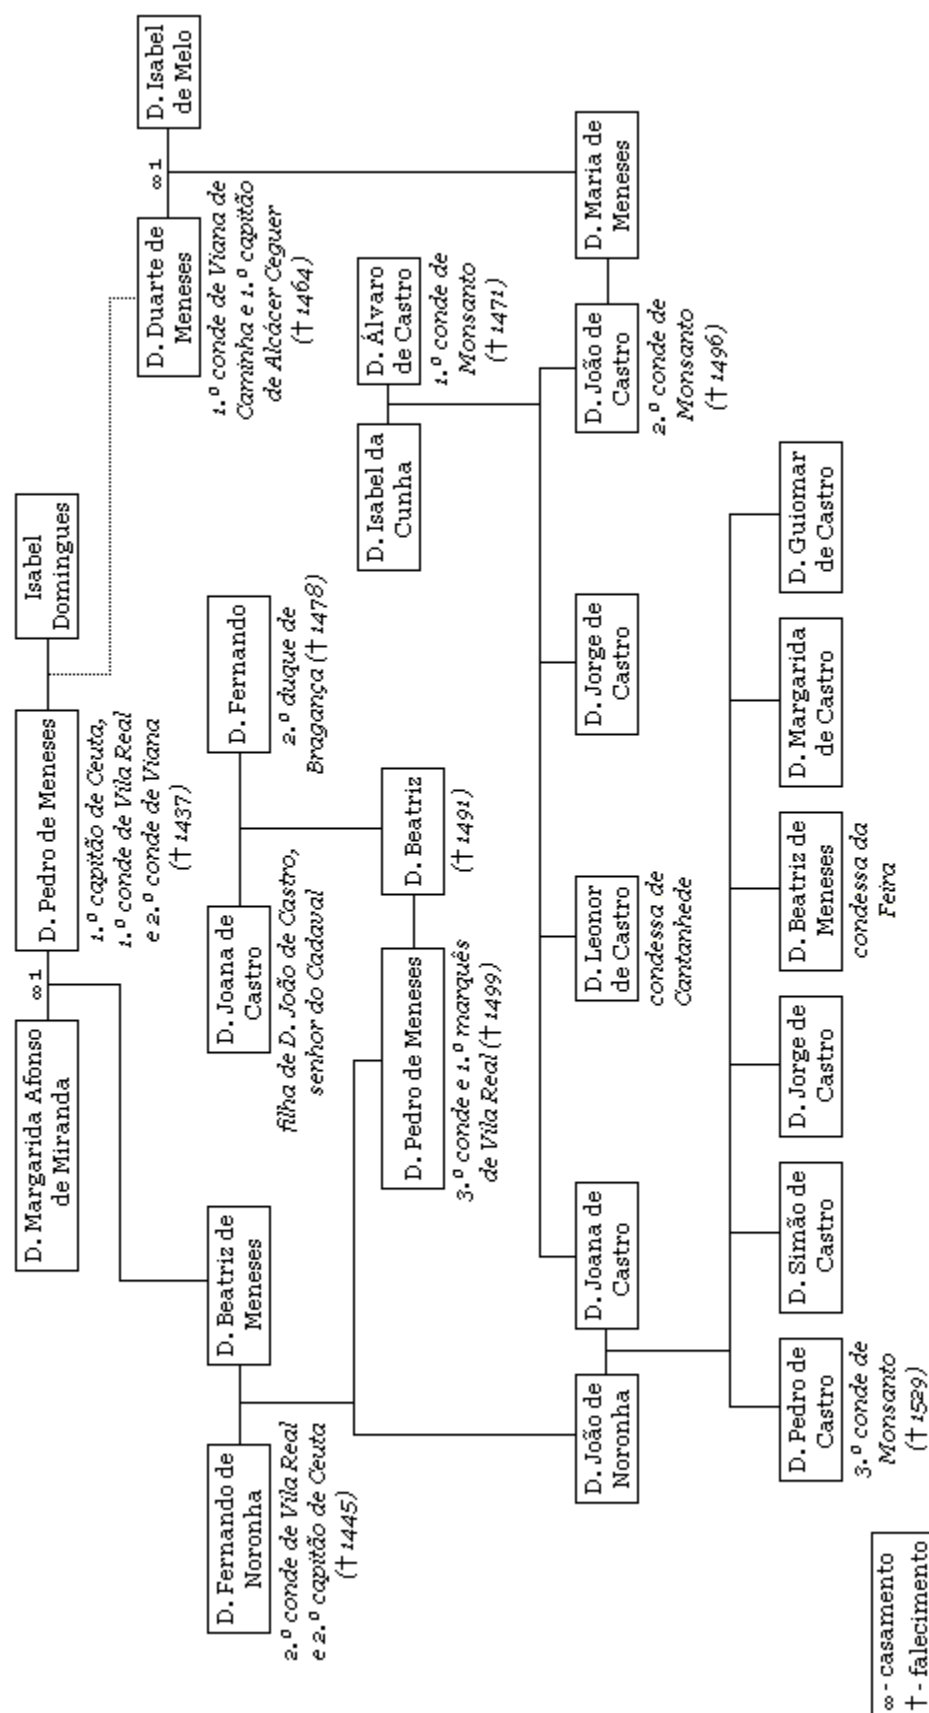 D. Margarida Afonso
de Miranda
∞ 1
D. Pedro de Meneses
1.º capitão de Ceuta,
1.º conde de Vila Real
e 2.º conde de Viana
(† 1437)
Isabel
Domingues
D. Duarte de
Meneses
1.º conde de Viana de
Caminha e 1.º capitão
de Alcácer Ceguer
(† 1464)
∞ 1
D. Isabel
de Melo
D. Fernando de
Noronha
2.º conde de Vila Real
e 2.º capitão de Ceuta
(† 1445)
D. Beatriz de
Meneses
D. Joana de
Castro
filha de D. João de Castro,
senhor do Cadaval
D. Fernando
2.º duque de
Bragança († 1478)
D. Pedro de Meneses
3.º conde e 1.º marquês
de Vila Real († 1499)
D. Beatriz
(† 1491)
D. Isabel da
Cunha
D. Álvaro
de Castro
1.º conde de
Monsanto
(† 1471)
D. João de
Noronha
D. Joana de
Castro
D. Leonor
de Castro
condessa de
Cantanhede
D. Jorge de
Castro
D. João de
Castro
2.º conde de
Monsanto
(† 1496)
D. Maria de
Meneses
D. Pedro de
Castro
3.º conde de
Monsanto
(† 1529)
D. Simão de
Castro
D. Jorge de
Castro
D. Beatriz de
Meneses
condessa da
Feira
D. Margarida
de Castro
D. Guiomar
de Castro
∞ - casamento
† - falecimento